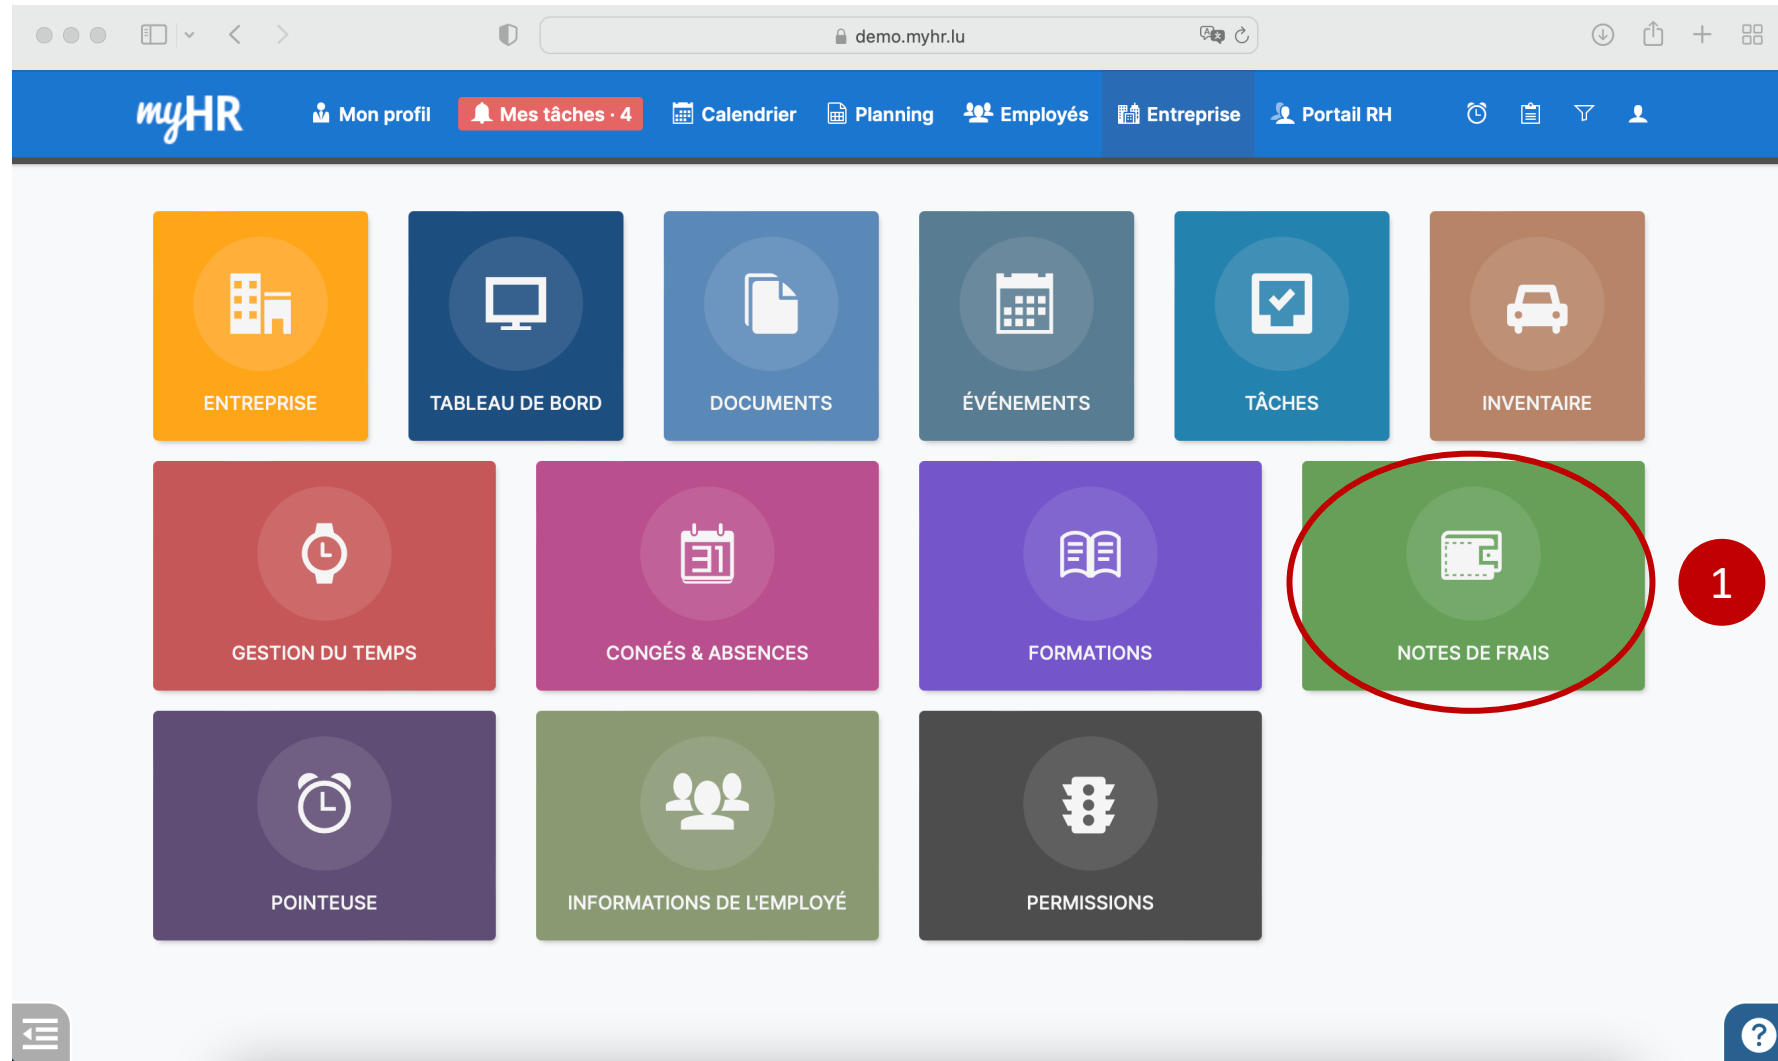 demo.myhr.lu
myHR
Mon profil
Mes tâches · 4
Calendrier
Planning
Employés
Entreprise
Portail RH
ENTREPRISE
TABLEAU DE BORD
DOCUMENTS
ÉVÉNEMENTS
TÂCHES
INVENTAIRE
31
GESTION DU TEMPS
CONGÉS & ABSENCES
FORMATIONS
NOTES DE FRAIS
1
POINTEUSE
INFORMATIONS DE L'EMPLOYÉ
PERMISSIONS
?